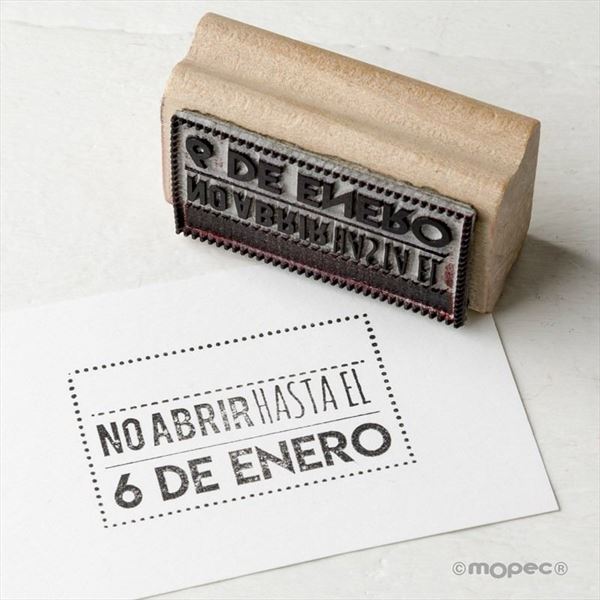 6 DE ENERO
NO ABRIR HASTA EL
NO ABRIR HASTA EL
6 DE ENERO
©mopec®